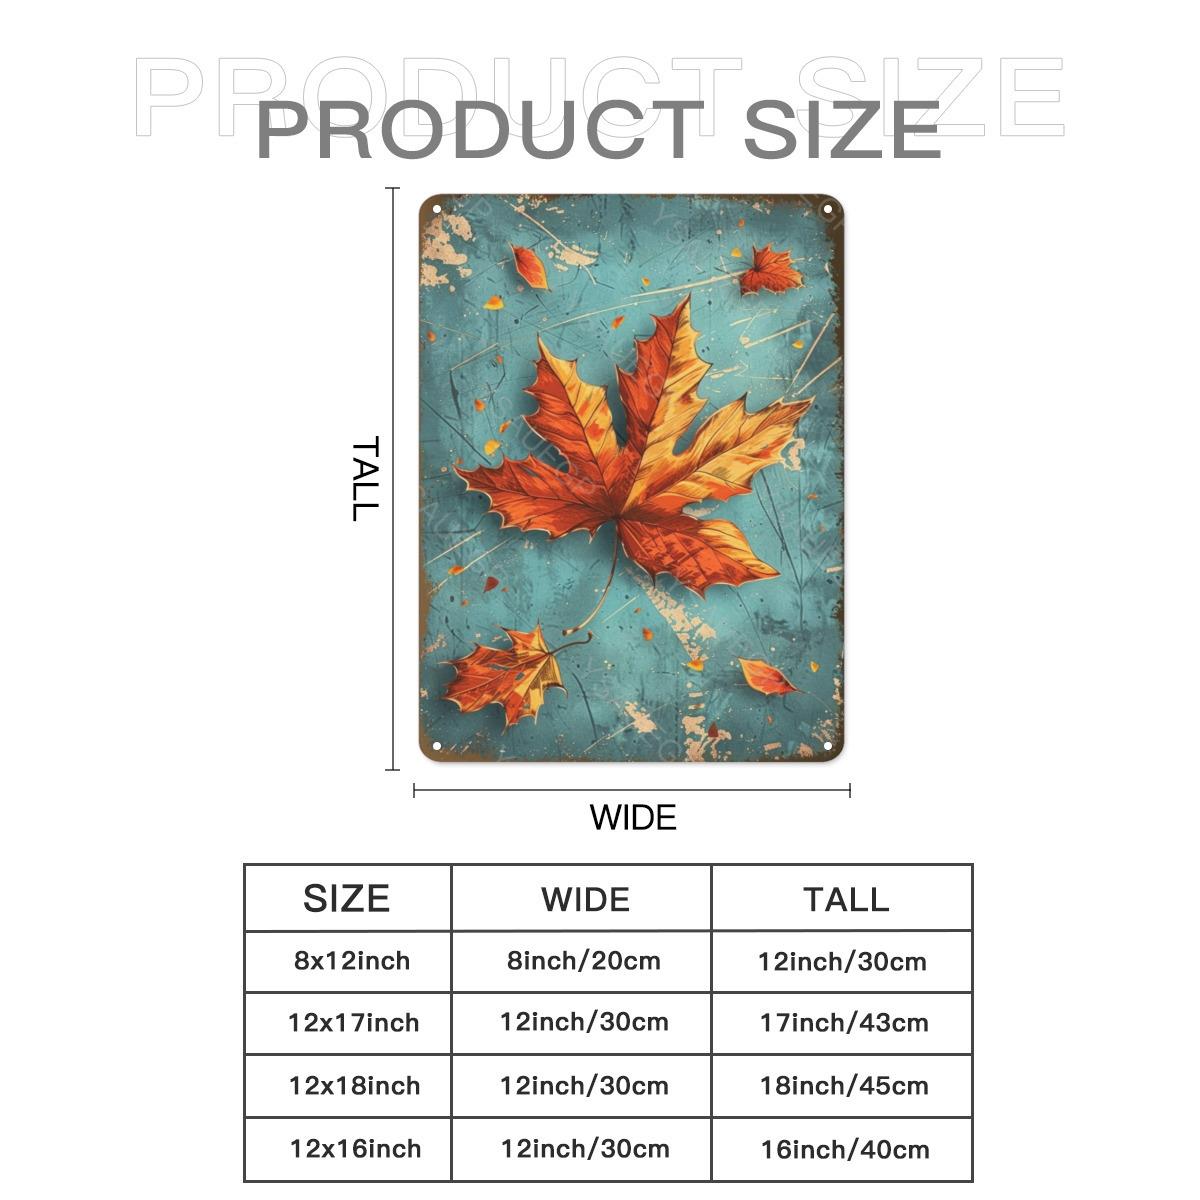 PRODUCT SIZE
PRODUCT SIZE
TALL
WIDE
SIZE WIDE TALL
8x12inch 8inch/20cm 12inch/30cm
12x17inch 12inch/30cm 17inch/43cm
12x18inch 12inch/30cm 18inch/45cm
12x16inch 12inch/30cm 16inch/40cm